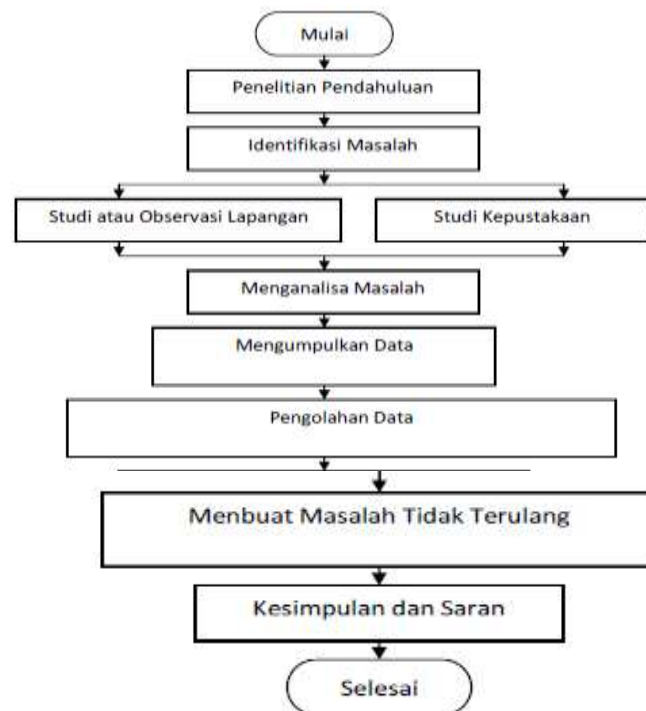 Mulai
Penelitian Pendahuluan
Identifikasi Masalah
Studi atau Observasi Lapangan
Studi Kepustakaan
Menganalisa Masalah
Mengumpulkan Data
Pengolahan Data
Menbuat Masalah Tidak Terulang
Kesimpulan dan Saran
Selesai